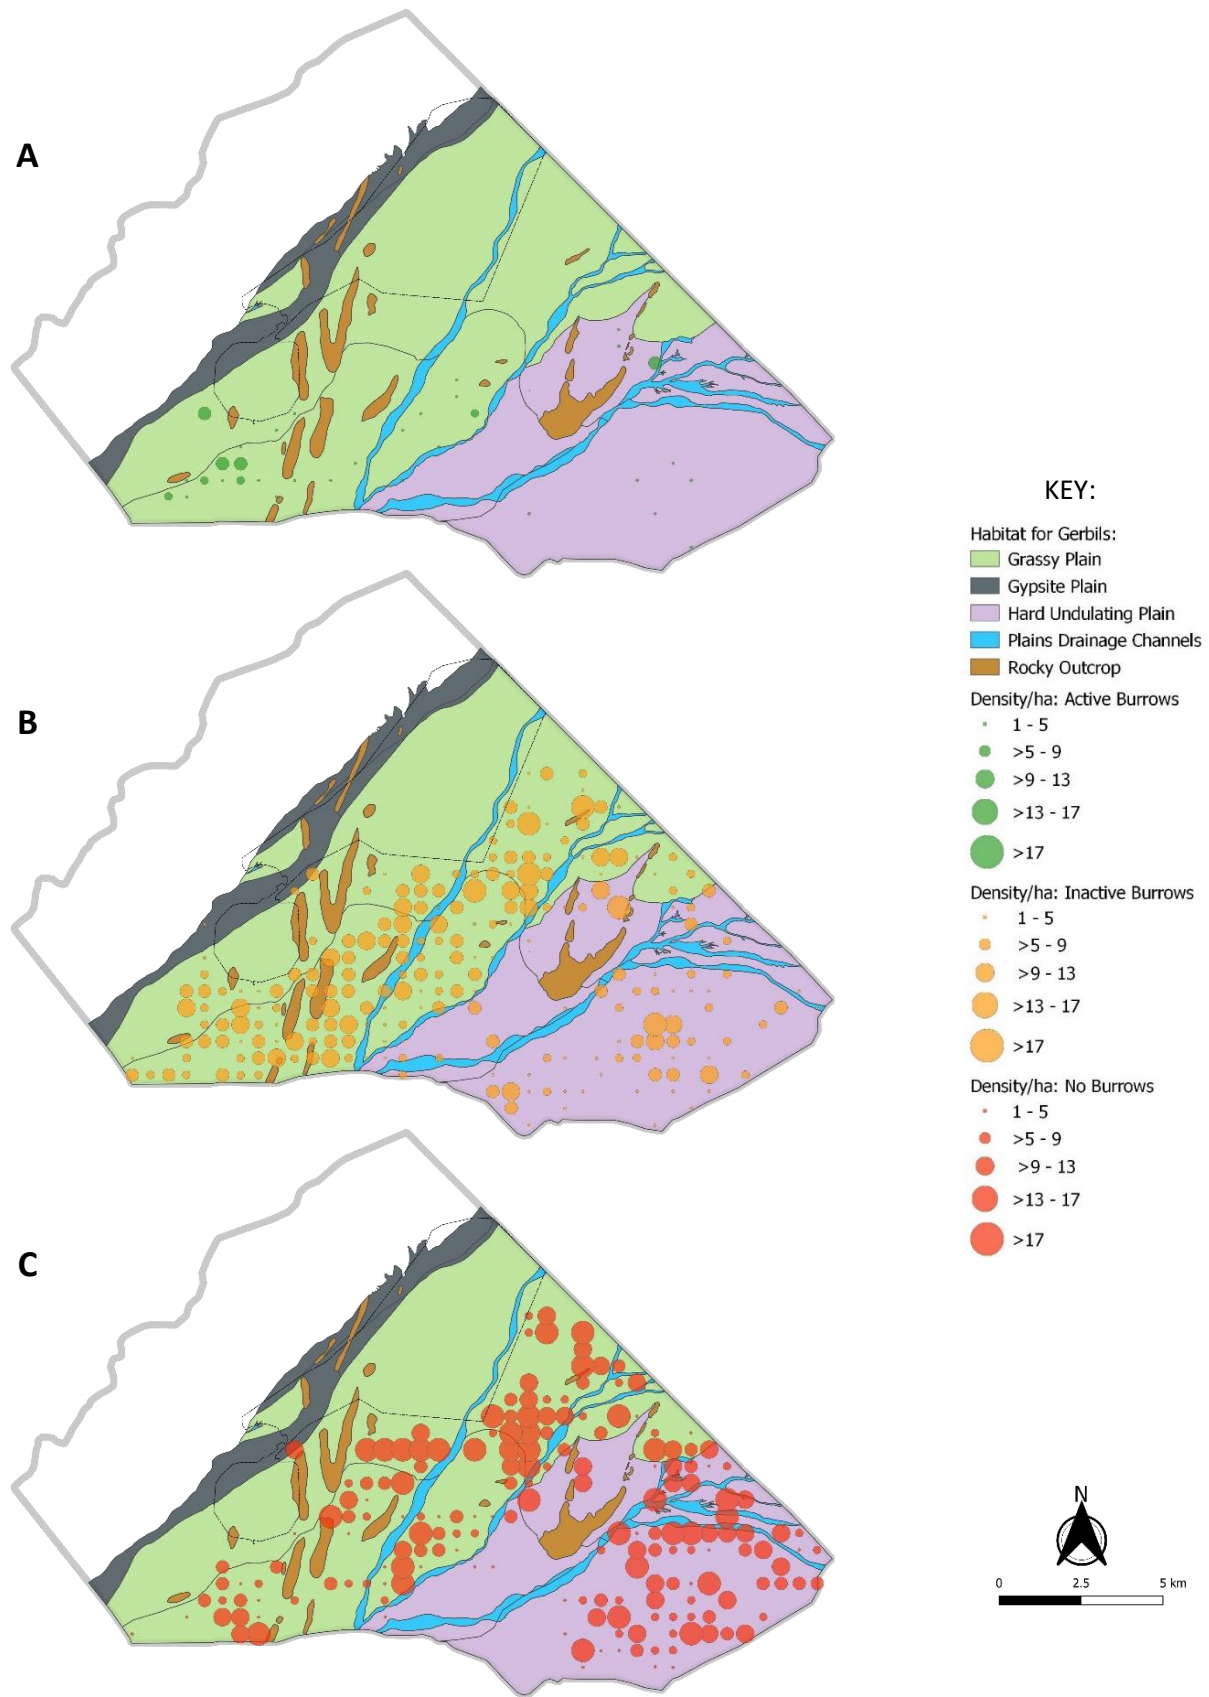 A
B
C
KEY:
Habitat for Gerbils:
Grassy Plain
Gypsite Plain
Hard Undulating Plain
Plains Drainage Channels
Rocky Outcrop
Density/ha: Active Burrows
1 - 5
>5 - 9
>9 - 13
>13 - 17
>17
Density/ha: Inactive Burrows
1 - 5
>5 - 9
>9 - 13
>13 - 17
>17
Density/ha: No Burrows
1 - 5
>5 - 9
>9 - 13
>13 - 17
>17
N
0 2.5 5 km